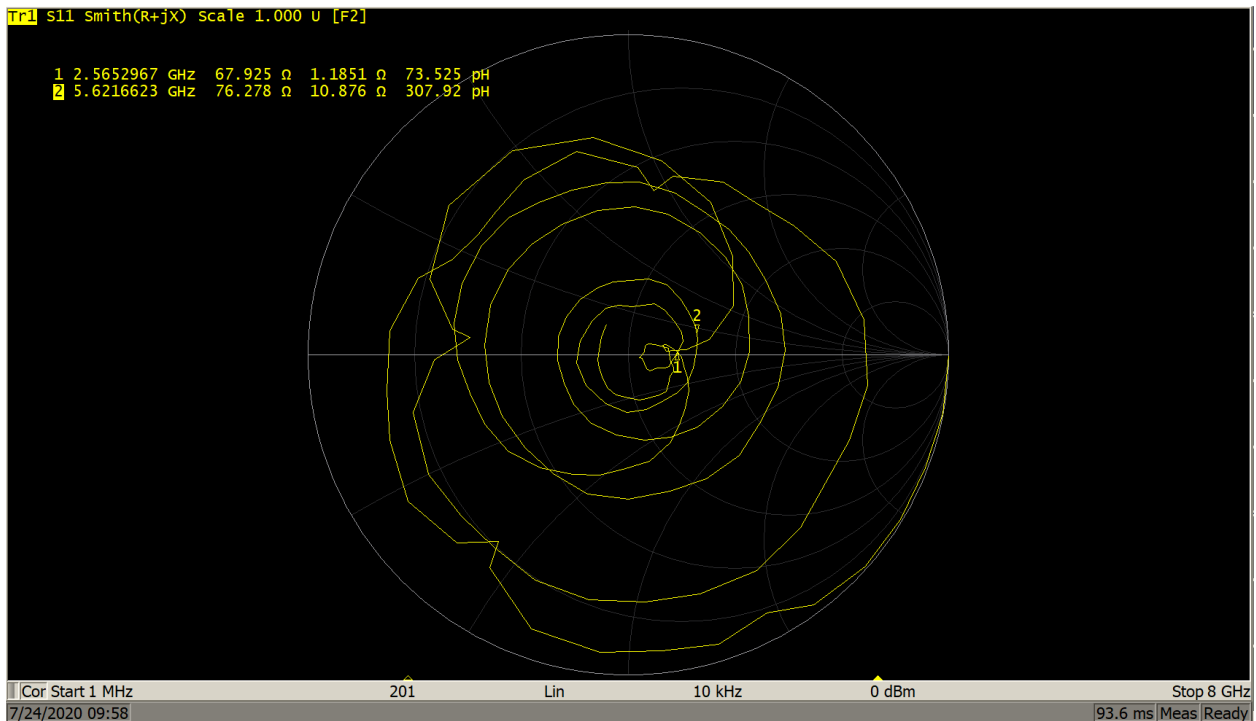 Tr1 S11 Smith(R+jX) Scale 1.000 U [F2]
1 2.5652967 GHz 67.925 Ω 1.1851 Ω 73.525 pH
2 5.6216623 GHz 76.278 Ω 10.876 Ω 307.92 pH
2
1
Cor Start 1 MHz 201 Lin 10 kHz 0 dBm Stop 8 GHz
7/24/2020 09:58 93.6 ms Meas Ready